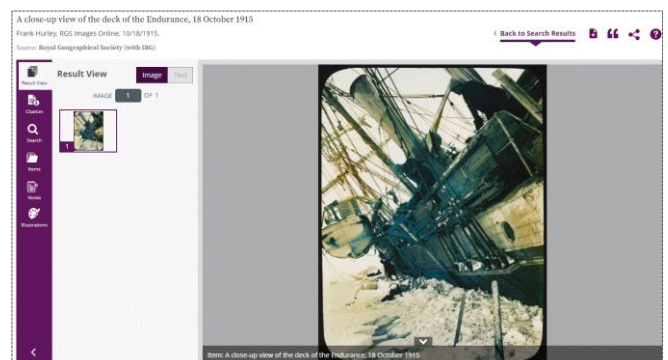 A close-up view of the deck of the Endurance, 18 October 1915
Frank Hurley, RGS Images Online, 10/18/1915.
Source: Royal Geographical Society (with IBG)
Back to Search Results
Result View
Image
Text
IMAGE 1 OF 1
1
Result View
Citation
Search
Items
Notes
Illustrations
Item: A close-up view of the deck of the Endurance, 18 October 1915